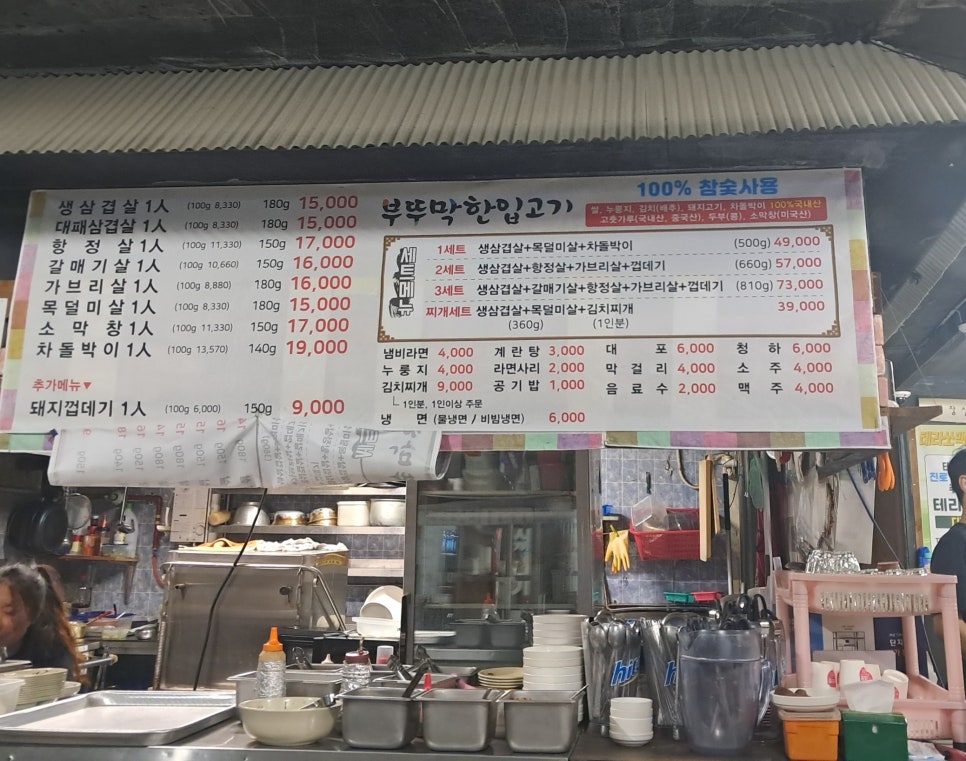 생삼겹살 1人 (100g 8,330) 180g 15,000
대패삼겹살 1人 (100g 8,330) 180g 15,000
항정살 1人 (100g 11,330) 150g 17,000
갈매기살 1人 (100g 10,660) 150g 16,000
가브리살 1人 (100g 8,880) 180g 16,000
목덜미살 1人 (100g 8,330) 180g 15,000
소막창 1人 (100g 11,330) 150g 17,000
차돌박이 1人 (100g 13,570) 140g 19,000
추가메뉴▼
돼지껍데기 1人 (100g 6,000) 150g 9,000
100% 참숯사용
부뚜막한입고기
쌀, 누룽지, 김치(배추), 돼지고기, 차돌박이 100%국내산
고춧가루(국내산, 중국산), 두부(콩), 소막창(미국산)
세트메뉴
1세트 생삼겹살+목덜미살+차돌박이 (500g) 49,000
2세트 생삼겹살+항정살+가브리살+껍데기 (660g) 57,000
3세트 생삼겹살+갈매기살+항정살+가브리살+껍데기 (810g) 73,000
찌개세트 생삼겹살+목덜미살+김치찌개 39,000
(360g) (1인분)
냄비라면 4,000 계란탕 3,000 대포 6,000 청하 6,000
누룽지 4,000 라면사리 2,000 막걸리 4,000 소주 4,000
김치찌개 9,000 공기밥 1,000 음료수 2,000 맥주 4,000
└ 1인분, 1인이상 주문
냉면 (물냉면 / 비빔냉면) 6,000
hite